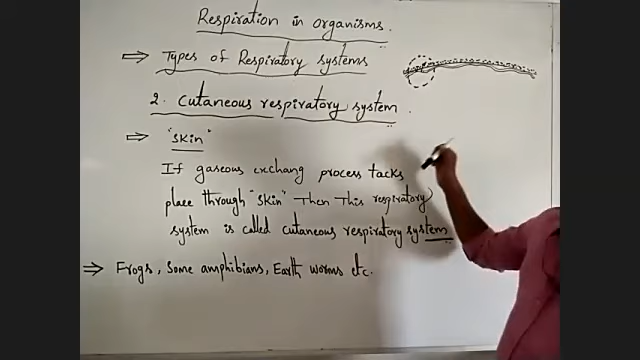 Respiration in organisms.
⇒ Types of Respiratory systems
2. Cutaneous respiratory system.
⇒ "Skin"
If gaseous exchang process tacks
place through "skin" Then This respiratory
system is called cutaneous respiratory system
⇒ Frogs, Some amphibians, Earth worms etc.